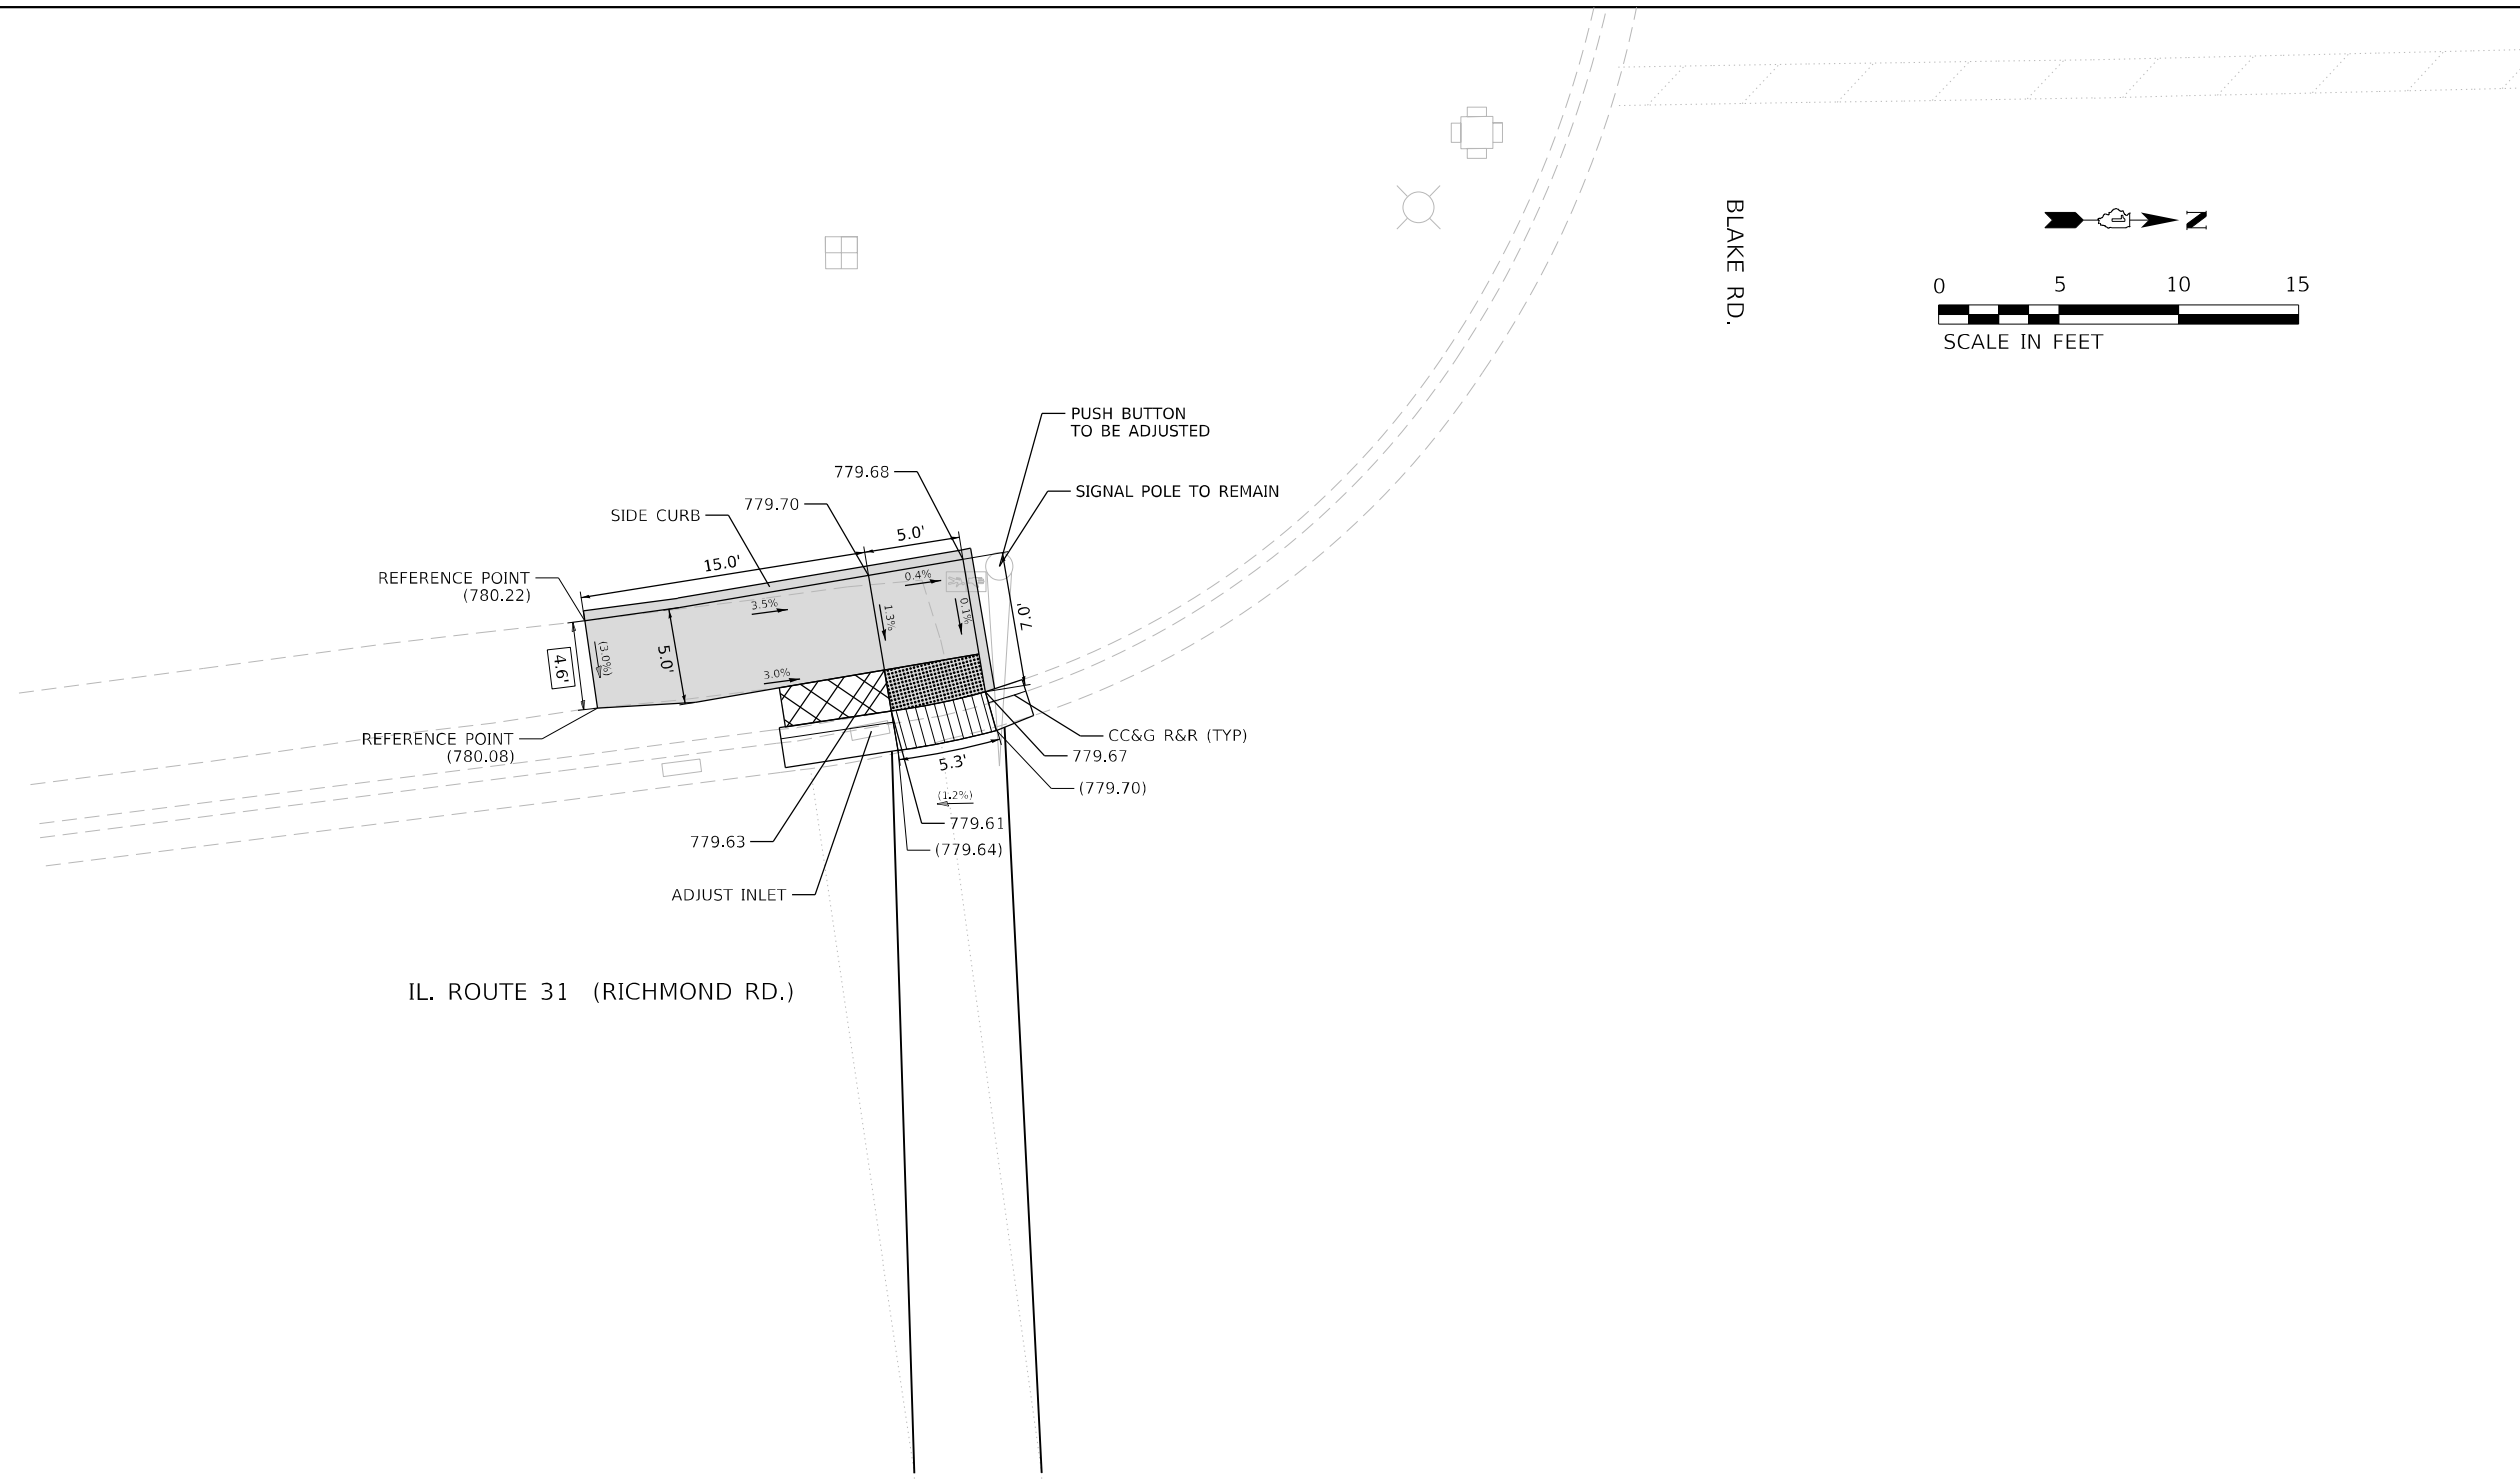 BLAKE RD.
N
0 5 10 15
SCALE IN FEET
PUSH BUTTON
TO BE ADJUSTED
779.68
SIGNAL POLE TO REMAIN
779.70
SIDE CURB
5.0'
15.0'
REFERENCE POINT
(780.22)
0.4%
3.5%
1.3%
0.1%
7.0'
(3.0%)
4.6'
5.0'
3.0%
REFERENCE POINT
(780.08)
CC&G R&R (TYP)
779.67
5.3'
(779.70)
(1.2%)
779.61
779.63
(779.64)
ADJUST INLET
IL. ROUTE 31 (RICHMOND RD.)